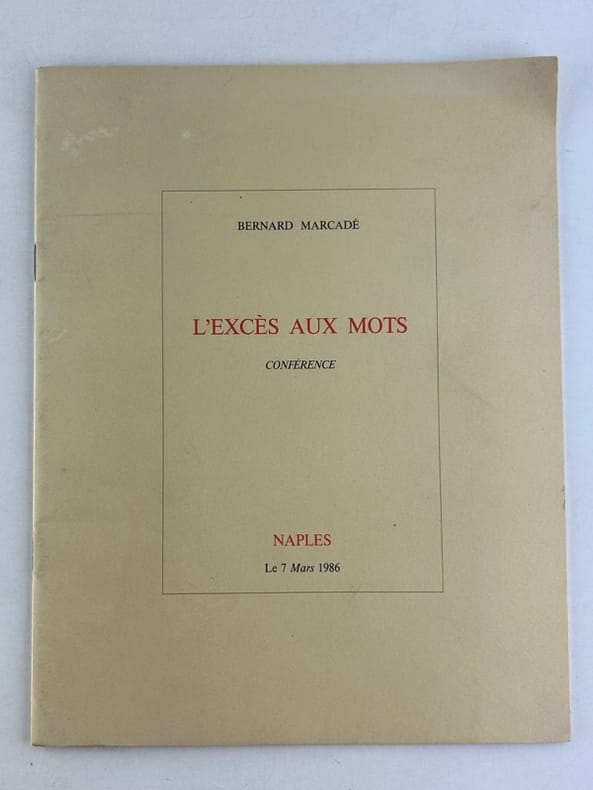 BERNARD MARCADÉ
L'EXCÈS AUX MOTS
CONFÉRENCE
NAPLES
Le 7 Mars 1986